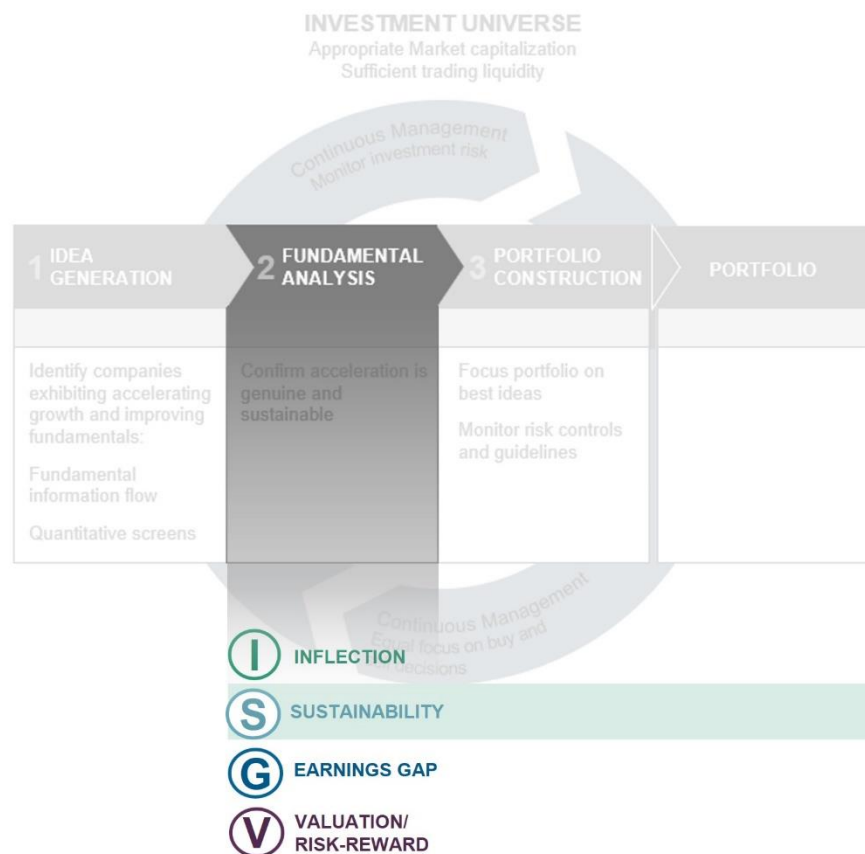 INVESTMENT UNIVERSE
Appropriate Market capitalization
Sufficient trading liquidity
Continuous Management
Monitor investment risk
1 IDEA
GENERATION
2 FUNDAMENTAL
ANALYSIS
3 PORTFOLIO
CONSTRUCTION
PORTFOLIO
Identify companies
exhibiting accelerating
growth and improving
fundamentals:
Fundamental
information flow
Quantitative screens
Confirm acceleration is
genuine and
sustainable
Focus portfolio on
best ideas
Monitor risk controls
and guidelines
Continuous Management
Equal focus on buy and
decisions
I INFLECTION
S SUSTAINABILITY
G EARNINGS GAP
V VALUATION/
RISK-REWARD